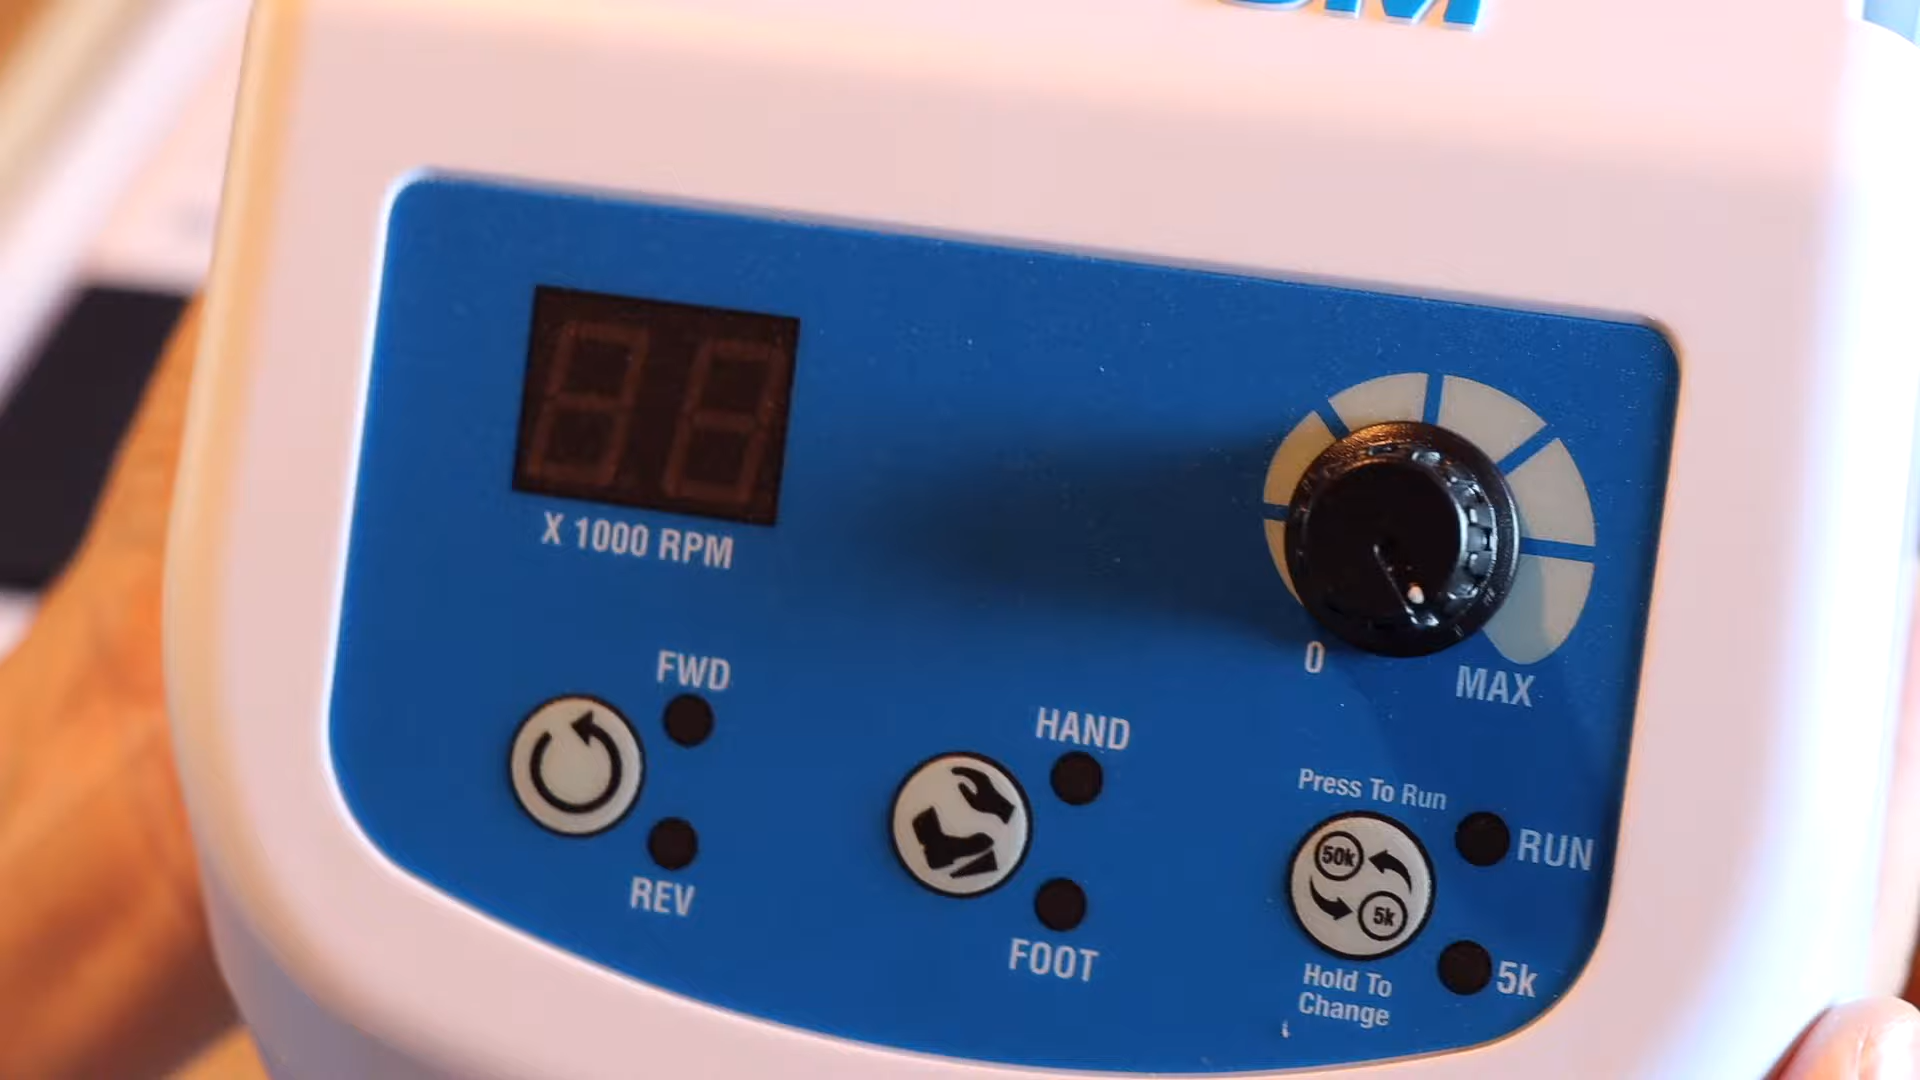 X 1000 RPM
0
MAX
FWD
REV
HAND
FOOT
Press To Run
50k
5k
RUN
5k
Hold To
Change